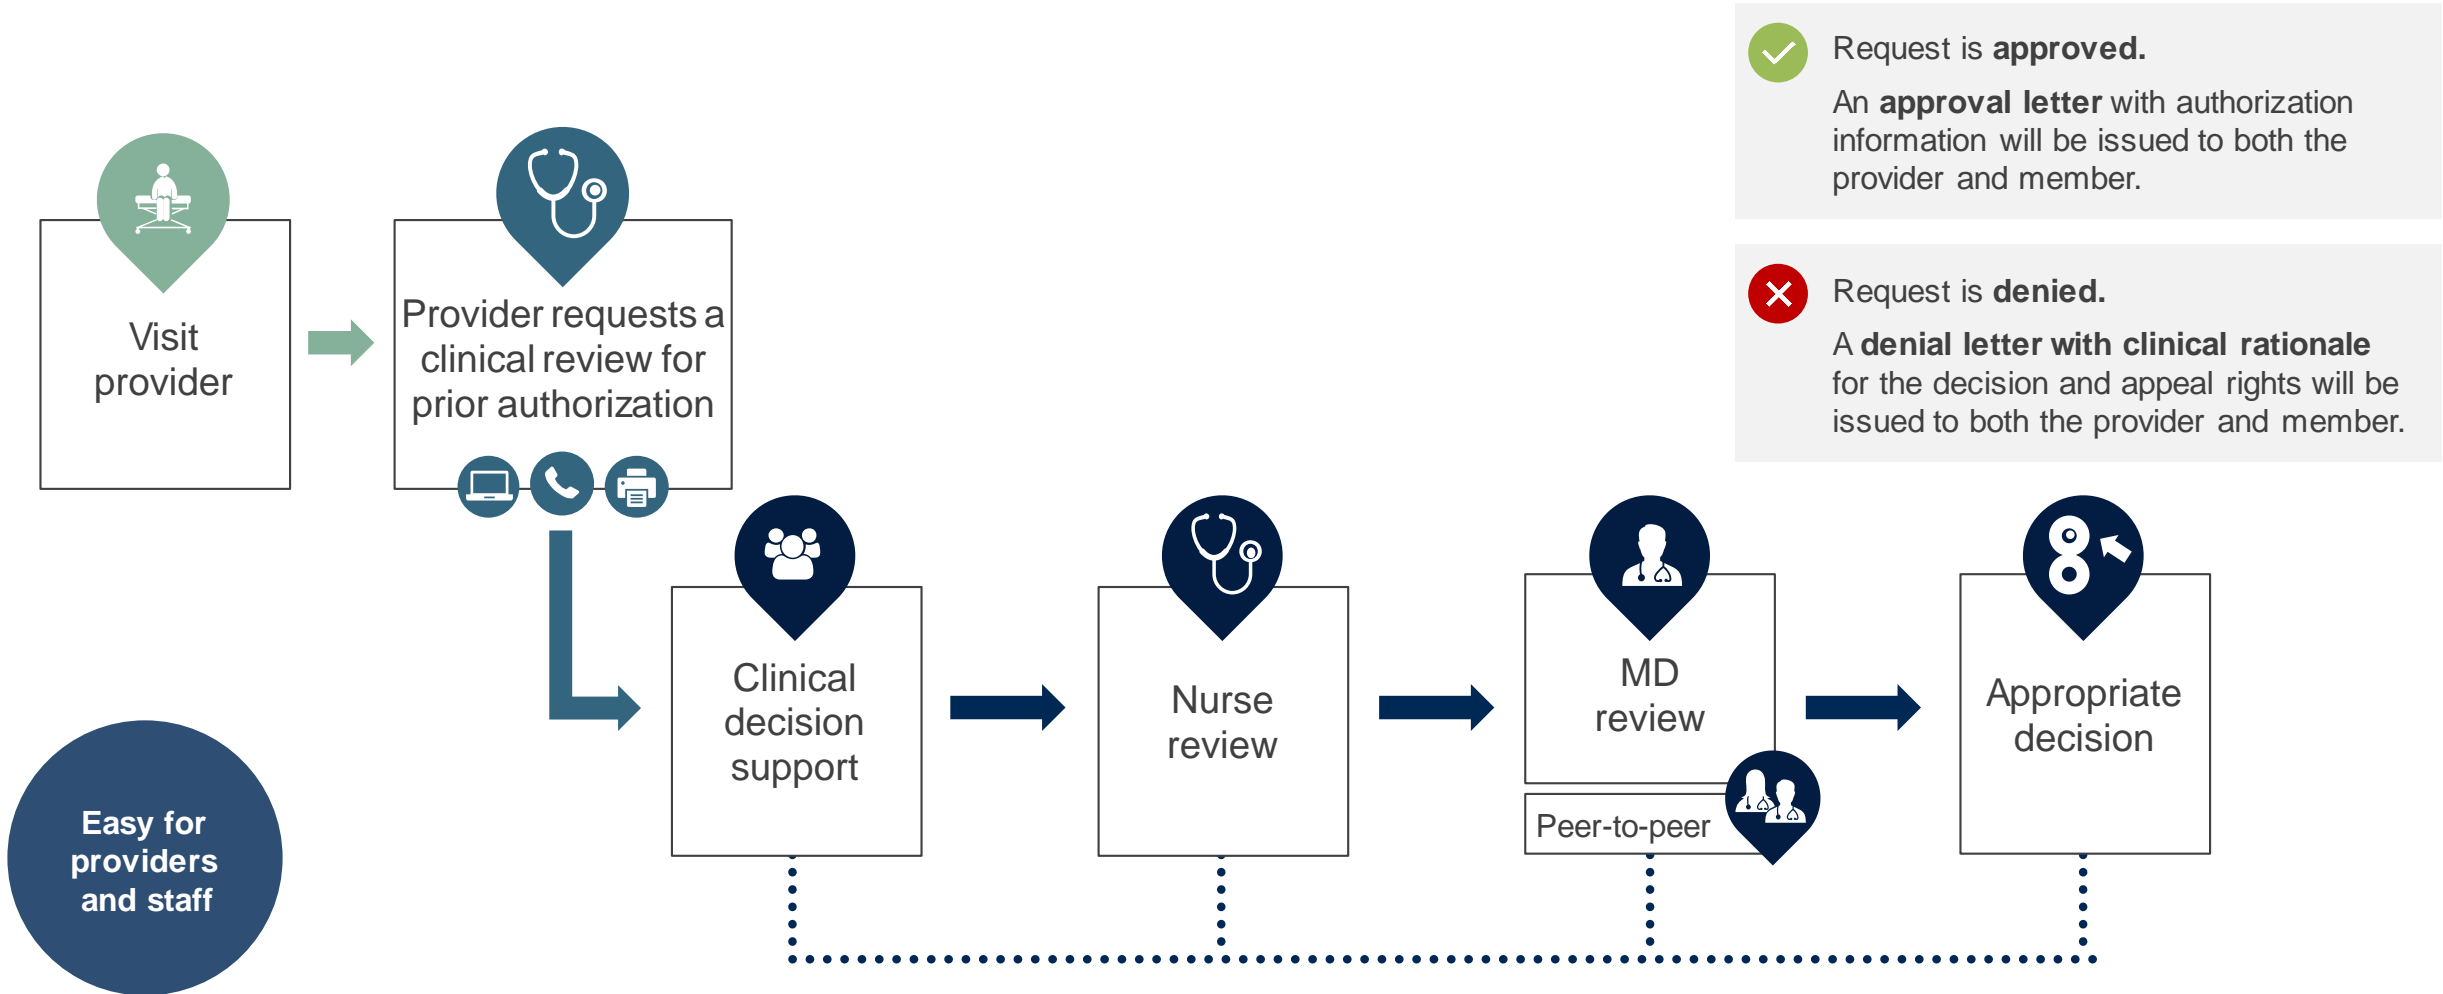 Request is approved.
An approval letter with authorization
information will be issued to both the
provider and member.
Request is denied.
A denial letter with clinical rationale
for the decision and appeal rights will be
issued to both the provider and member.
Visit
provider
Provider requests a
clinical review for
prior authorization
Clinical
decision
support
Nurse
review
MD
review
Peer-to-peer
Appropriate
decision
Easy for
providers
and staff